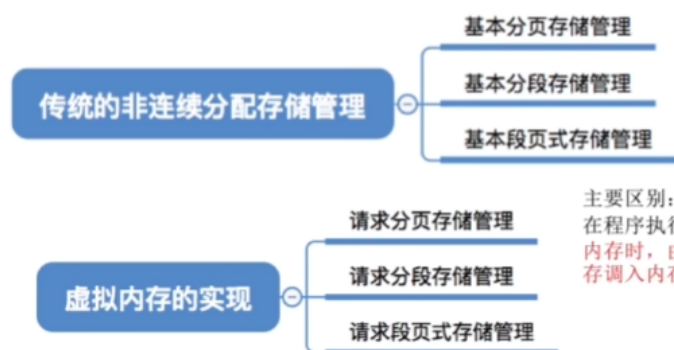 基本分页存储管理
传统的非连续分配存储管理
基本分段存储管理
基本段页式存储管理
主要区别:
在程序执行
内存时，由
存调入内存
请求分页存储管理
虚拟内存的实现
请求分段存储管理
请求段页式存储管理